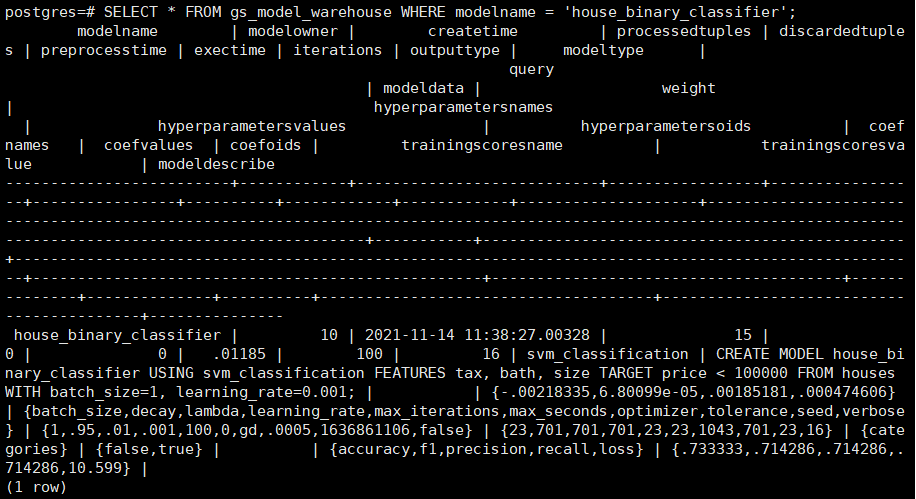 postgres=# SELECT * FROM gs_model_warehouse WHERE modelname = 'house_binary_classifier';
        modelname        | modelowner |        createtime         | processedtuples | discardedtuple
s | preprocesstime | exectime | iterations | outputtype |     modeltype      |
                                                        query
                                        | modeldata |                    weight
|                                        hyperparametersnames
  |              hyperparametersvalues               |          hyperparametersoids          |  coef
names   |  coefvalues  | coefoids |         trainingscoresname          |           trainingscoresva
lue            | modeldescribe
-------------------------+------------+---------------------------+-----------------+---------------
--+----------------+----------+------------+------------+--------------------+----------------------
----------------------------------------------------------------------------------------------------
----------------------------------------+-----------+-----------------------------------------------
+---------------------------------------------------------------------------------------------------
--+--------------------------------------------------+---------------------------------------+------
--------+--------------+----------+-------------------------------------+---------------------------
---------------+---------------
 house_binary_classifier |         10 | 2021-11-14 11:38:27.00328 |              15 |
0 |              0 |   .01185 |        100 |         16 | svm_classification | CREATE MODEL house_bi
nary_classifier USING svm_classification FEATURES tax, bath, size TARGET price < 100000 FROM houses
WITH batch_size=1, learning_rate=0.001; |           | {-.00218335,6.80099e-05,.00185181,.000474606}
| {batch_size,decay,lambda,learning_rate,max_iterations,max_seconds,optimizer,tolerance,seed,verbose
} | {1,.95,.01,.001,100,0,gd,.0005,1636861106,false} | {23,701,701,701,23,23,1043,701,23,16} | {cate
gories} | {false,true} |          | {accuracy,f1,precision,recall,loss} | {.733333,.714286,.714286,.
714286,10.599} |
(1 row)